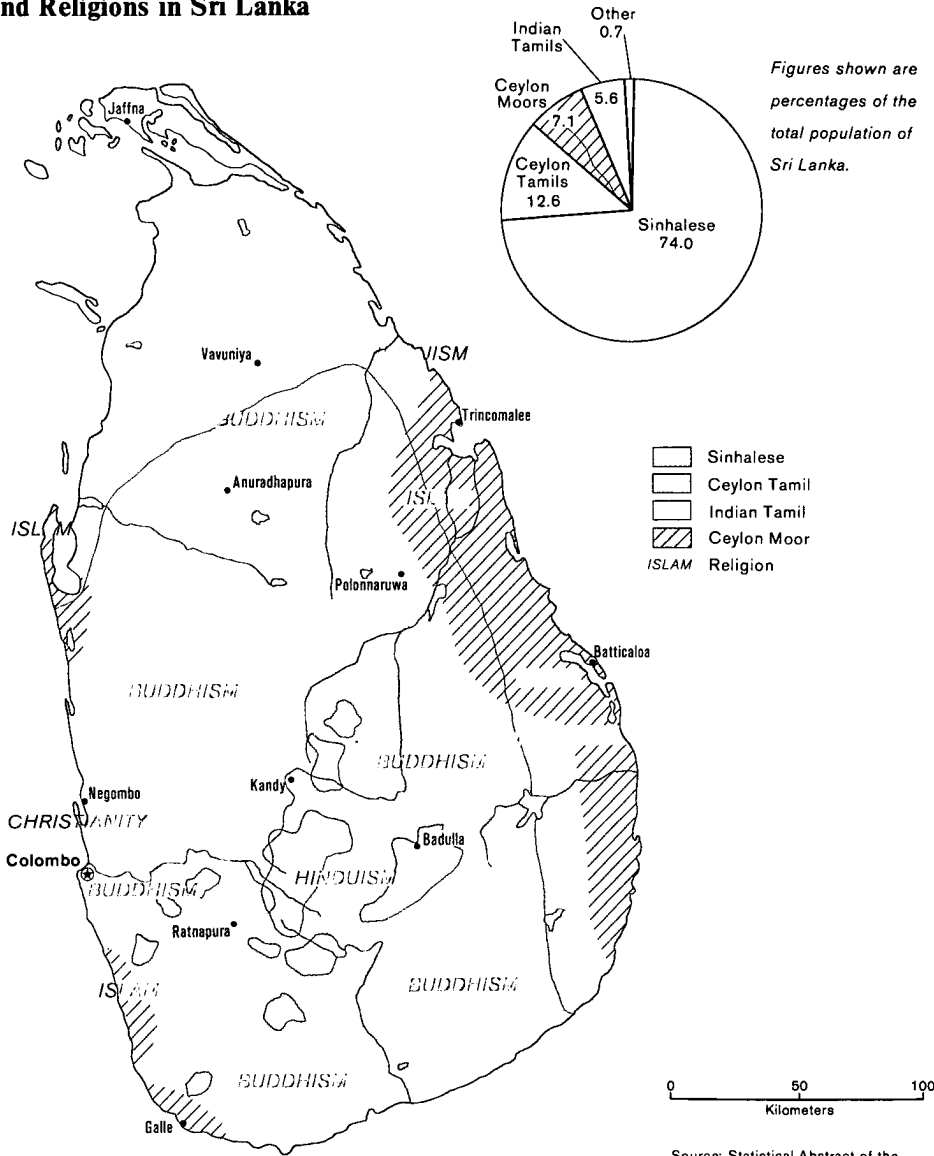 nd Religions in Sri Lanka
Other
0.7
Indian
Tamils
5.6
Ceylon
Moors
7.1
Ceylon
Tamils
12.6
Sinhalese
74.0
Figures shown are
percentages of the
total population of
Sri Lanka.
Jaffna
Vavuniya
UISM
Trincomalee
BUDDHISM
Anuradhapura
ISL
ISL
Polonnaruwa
Sinhalese
Ceylon Tamil
Indian Tamil
Ceylon Moor
ISLAM Religion
Batticaloa
BUDDHISM
BUDDHISM
Kandy
Negombo
CHRISTIANITY
Badulla
Colombo
BUDDHISM
HINDUISM
Ratnapura
ISLAM
BUDDHISM
BUDDHISM
Galle
0 50 100
Kilometers
Source: Statistical Abstract of the